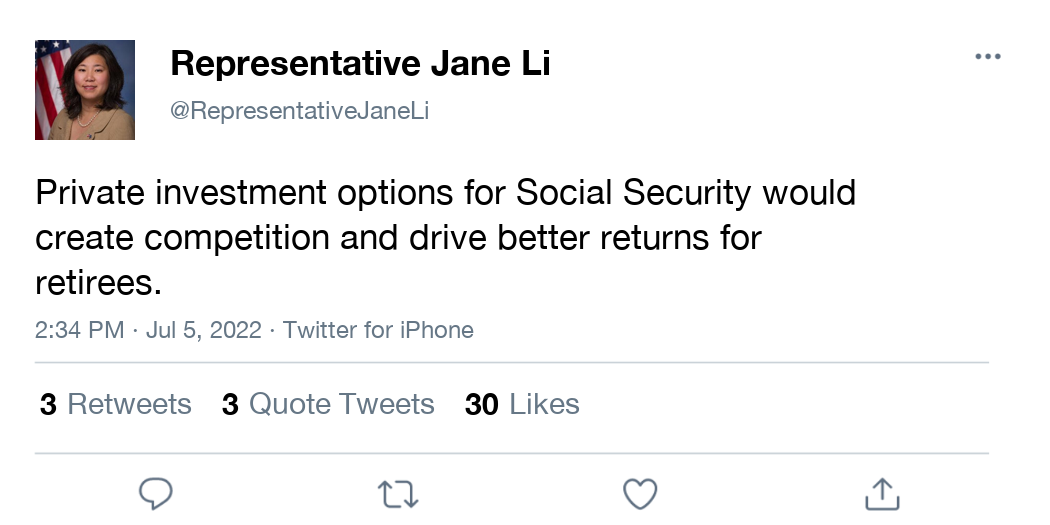 Representative Jane Li
@RepresentativeJaneLi
Private investment options for Social Security would
create competition and drive better returns for
retirees.
2:34 PM · Jul 5, 2022 · Twitter for iPhone
3 Retweets 3 Quote Tweets 30 Likes